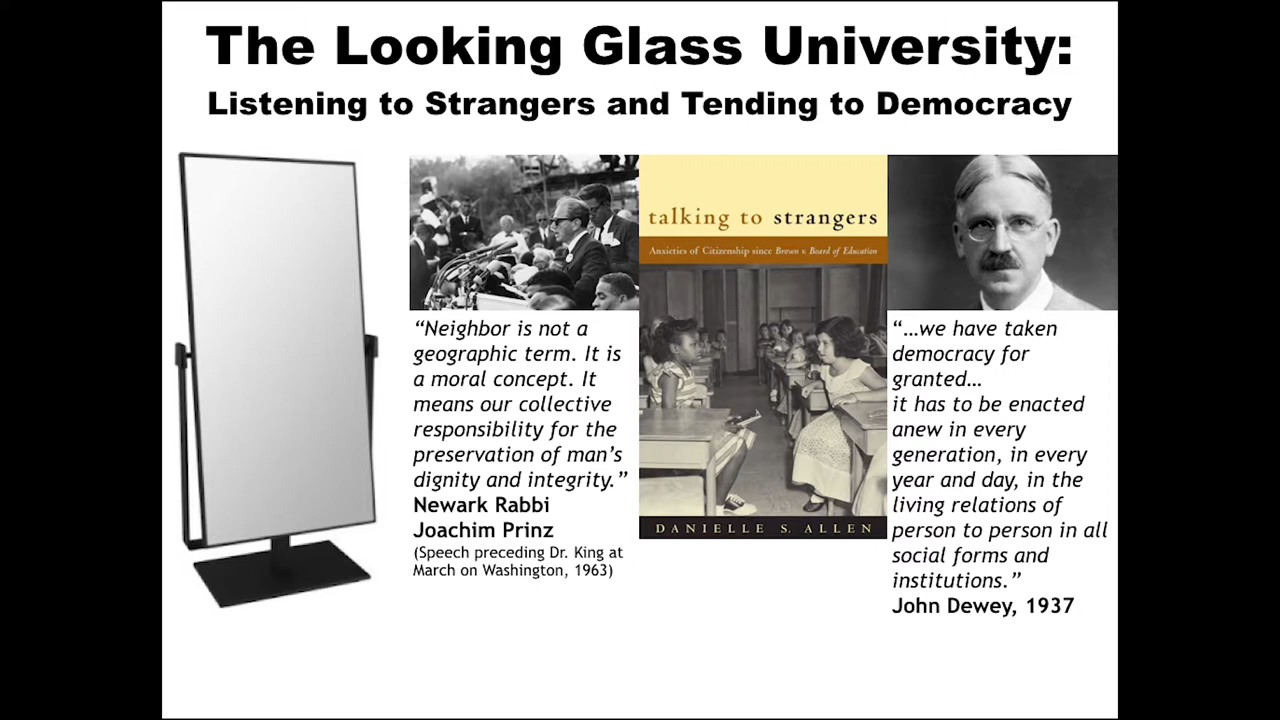 The Looking Glass University:
Listening to Strangers and Tending to Democracy
“Neighbor is not a
geographic term. It is
a moral concept. It
means our collective
responsibility for the
preservation of man’s
dignity and integrity.”
Newark Rabbi
Joachim Prinz
(Speech preceding Dr. King at
March on Washington, 1963)
talking to strangers
Anxieties of Citizenship since Brown v. Board of Education
DANIELLE S. ALLEN
“…we have taken
democracy for
granted…
it has to be enacted
anew in every
generation, in every
year and day, in the
living relations of
person to person in all
social forms and
institutions.”
John Dewey, 1937